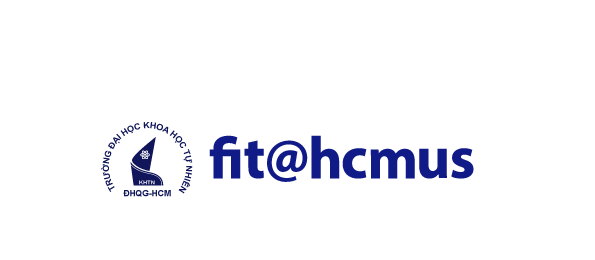 TRƯỜNG ĐẠI HỌC KHOA HỌC TỰ NHIÊN
KHTN
ĐHQG-HCM
fit@hcmus